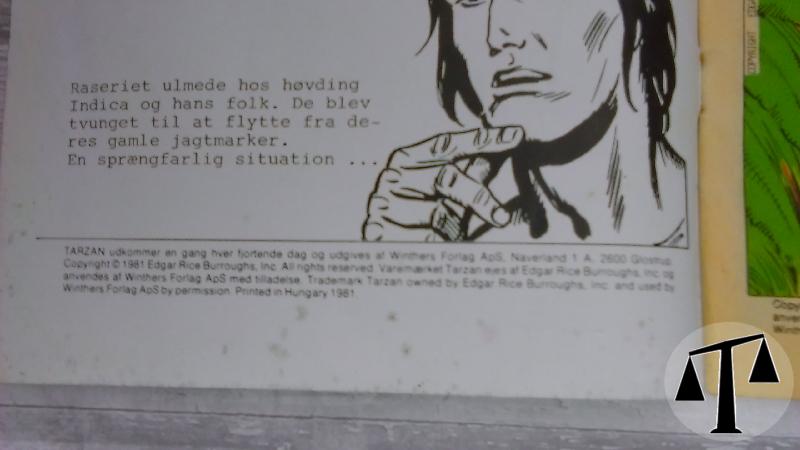 Raseriet ulmede hos høvding
Indica og hans folk. De blev
tvunget til at flytte fra de-
res gamle jagtmarker.
En sprængfarlig situation ...
TARZAN udkommer en gang hver fjortende dag og udgives af Winthers Forlag ApS, Naverland 1 A, 2600 Glostrup.
Copyright © 1981 Edgar Rice Burroughs, Inc. All rights reserved. Varemærket Tarzan ejes af Edgar Rice Burroughs, Inc. og
anvendes af Winthers Forlag ApS med tilladelse. Trademark Tarzan owned by Edgar Rice Burroughs, Inc. and used by
Winthers Forlag ApS by permission. Printed in Hungary 1981.
COPYRIGHT